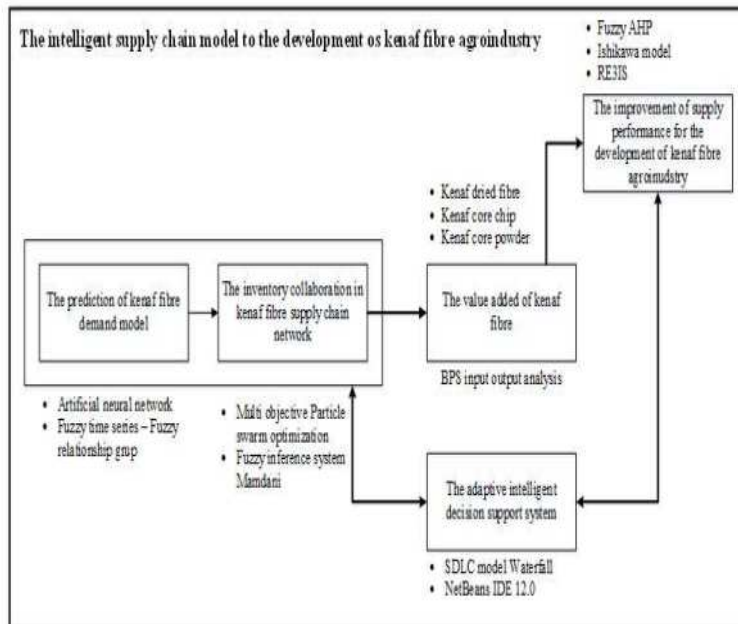 The intelligent supply chain model to the development os kenaf fibre agroindustry
• Fuzzy AHP
• Ishikawa model
• RE3IS
The improvement of supply
performance for the
development of kenaf fibre
agroinudstry
• Kenaf dried fibre
• Kenaf core chip
• Kenaf core powder
The prediction of kenaf fibre
demand model
The inventory collaboration in
kenaf fibre supply chain
network
The value added of kenaf
fibre
BPS input output analysis
• Artificial neural network
• Fuzzy time series – Fuzzy
relationship grup
• Multi objective Particle
swarm optimization
• Fuzzy inference system
Mamdani
The adaptive intelligent
decision support system
• SDLC model Waterfall
• NetBeans IDE 12.0